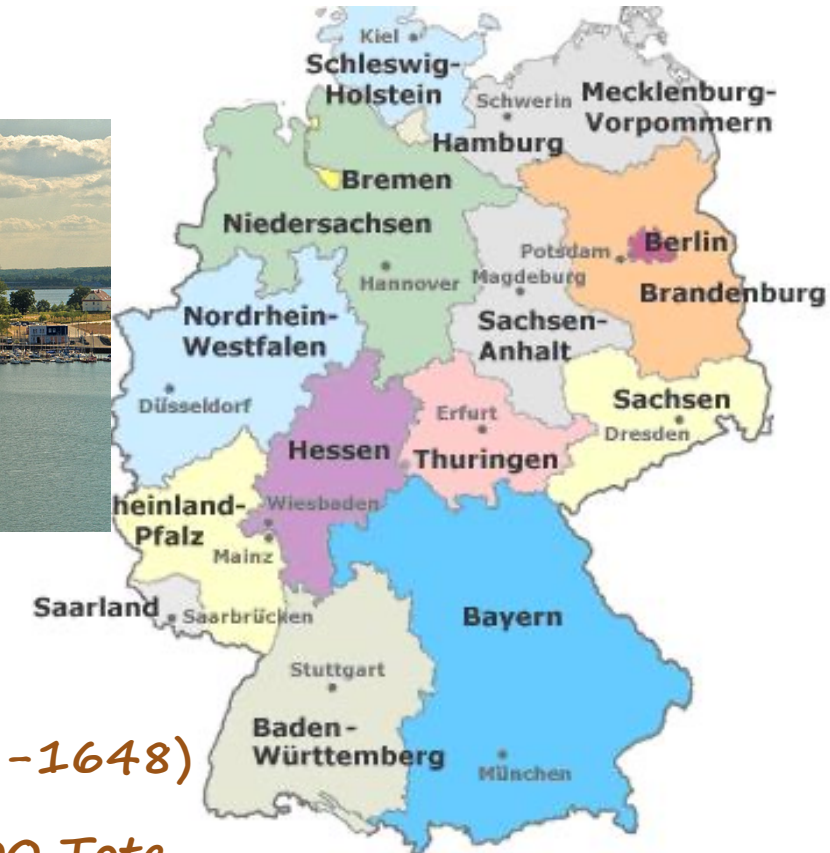 Kiel
Schleswig-
Holstein
Schwerin
Mecklenburg-
Vorpommern
Hamburg
Bremen
Niedersachsen
Hannover
Potsdam
Berlin
Magdeburg
Brandenburg
Sachsen-
Anhalt
Nordrhein-
Westfalen
Düsseldorf
Sachsen
Dresden
Erfurt
Hessen
Thuringen
heinland-
Pfalz
Wiesbaden
Mainz
Saarland
Saarbrücken
Bayern
Stuttgart
Baden-
Württemberg
München
-1648)